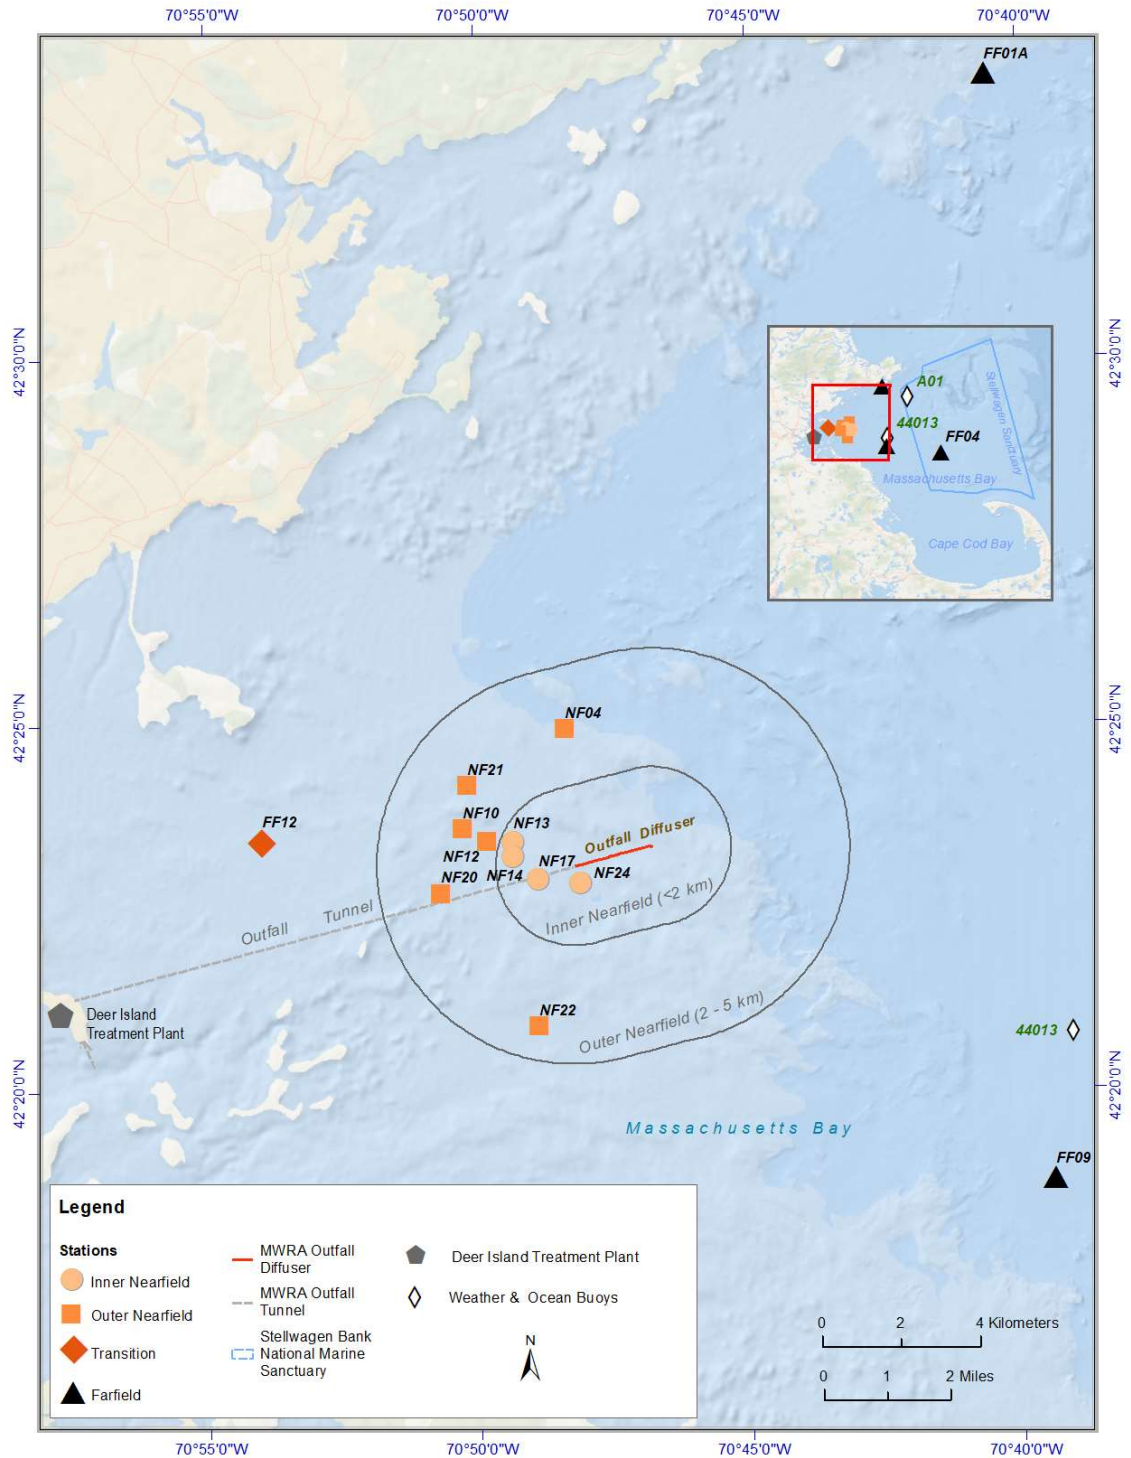 70°55'0"W
70°50'0"W
70°45'0"W
70°40'0"W
FF01A
42°30'0"N
42°30'0"N
A01
44013
FF04
Stellwagen Sanctuary
Massachusetts Bay
Cape Cod Bay
42°25'0"N
42°25'0"N
NF04
NF21
NF10
NF13
FF12
Outfall Diffuser
NF12
NF17
NF14
NF24
NF20
Inner Nearfield (<2 km)
Outfall Tunnel
Deer Island
Treatment Plant
NF22
Outer Nearfield (2 - 5 km)
44013
42°20'0"N
42°20'0"N
Massachusetts Bay
FF09
Legend
Stations
Inner Nearfield
Outer Nearfield
Transition
Farfield
MWRA Outfall
Diffuser
MWRA Outfall
Tunnel
Stellwagen Bank
National Marine
Sanctuary
Deer Island Treatment Plant
Weather & Ocean Buoys
N
0 2 4 Kilometers
0 1 2 Miles
70°55'0"W
70°50'0"W
70°45'0"W
70°40'0"W